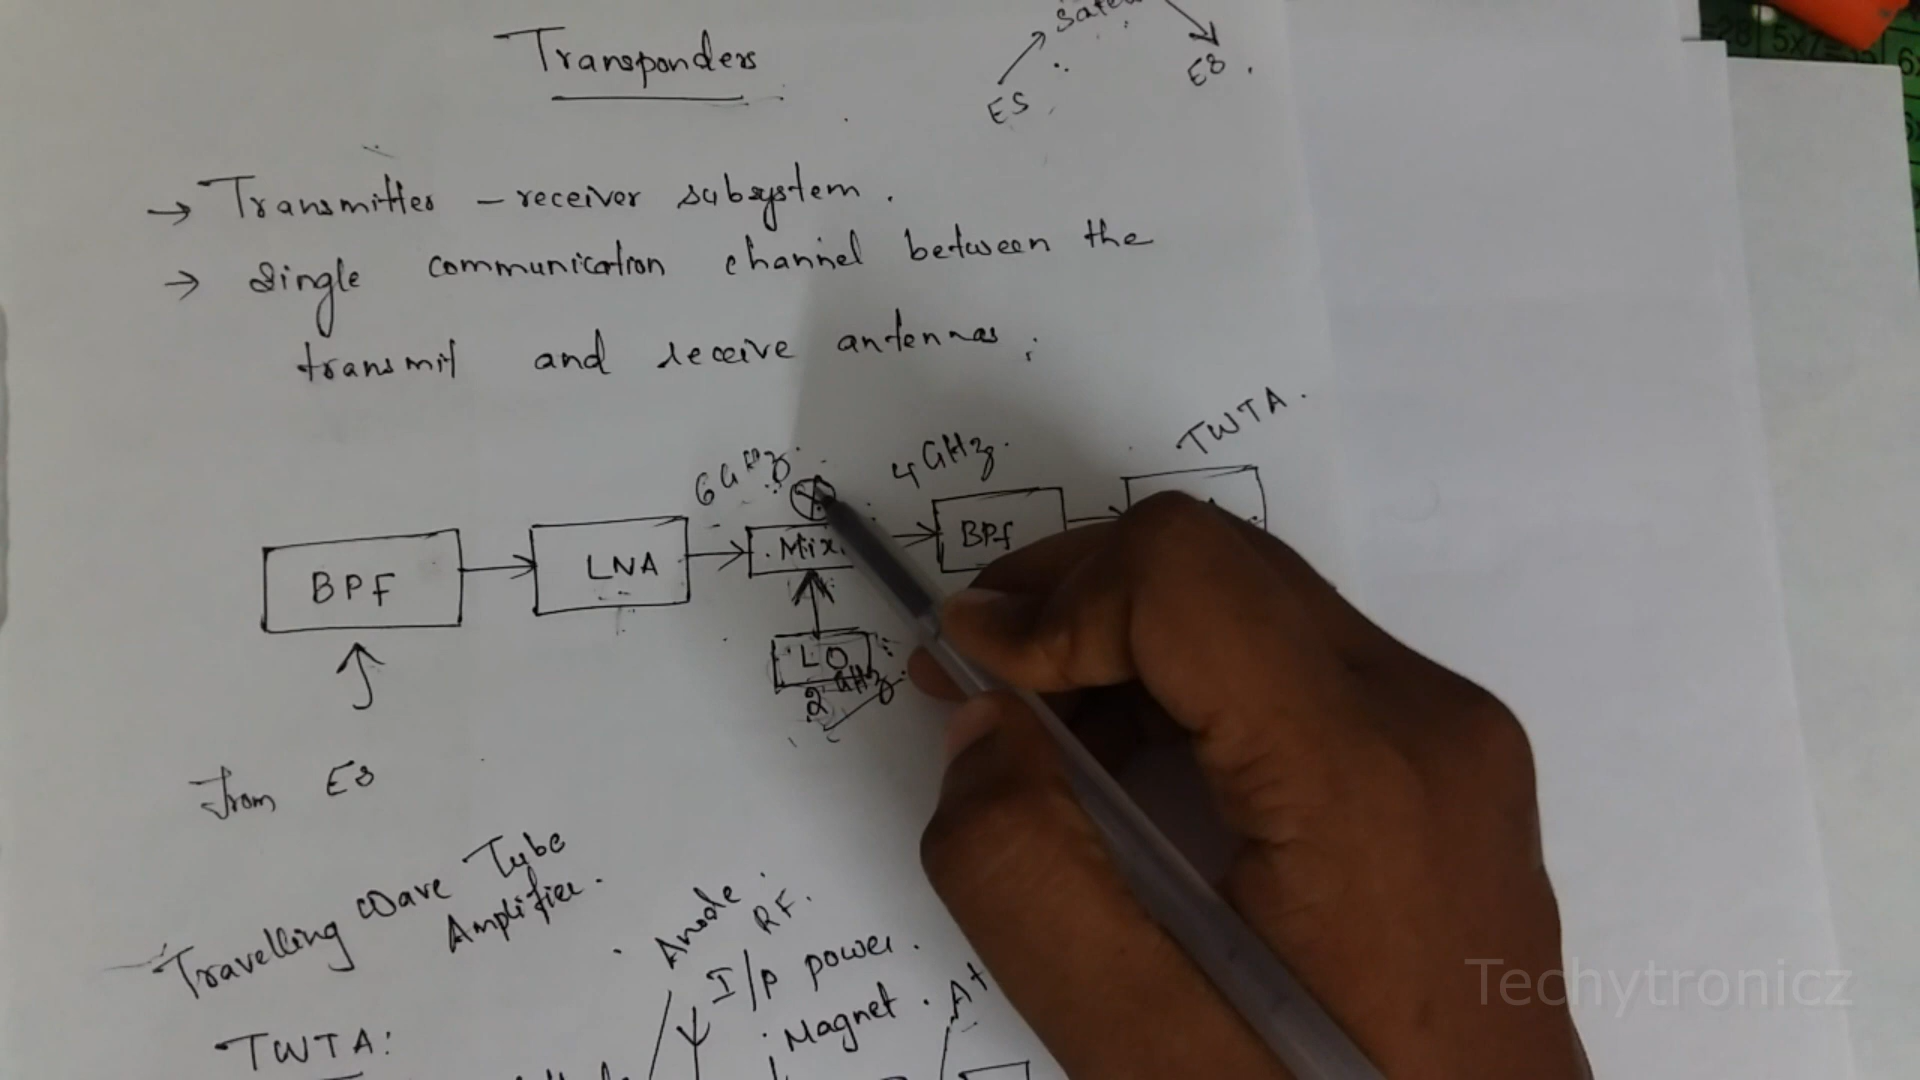 Transponders
ES
ES.
→ Transmitter - receiver subsystem.
→ Single communication channel between the
transmit and receive antennas.
6 GHz
4 GHz.
TWTA.
BPF
LNA
Mix.
BPf
LO
2 GHz
from ES
Travelling Wave Tube
Amplifier.
Anode.
RF.
I/p power.
Magnet.
TWTA:
Techytronicz